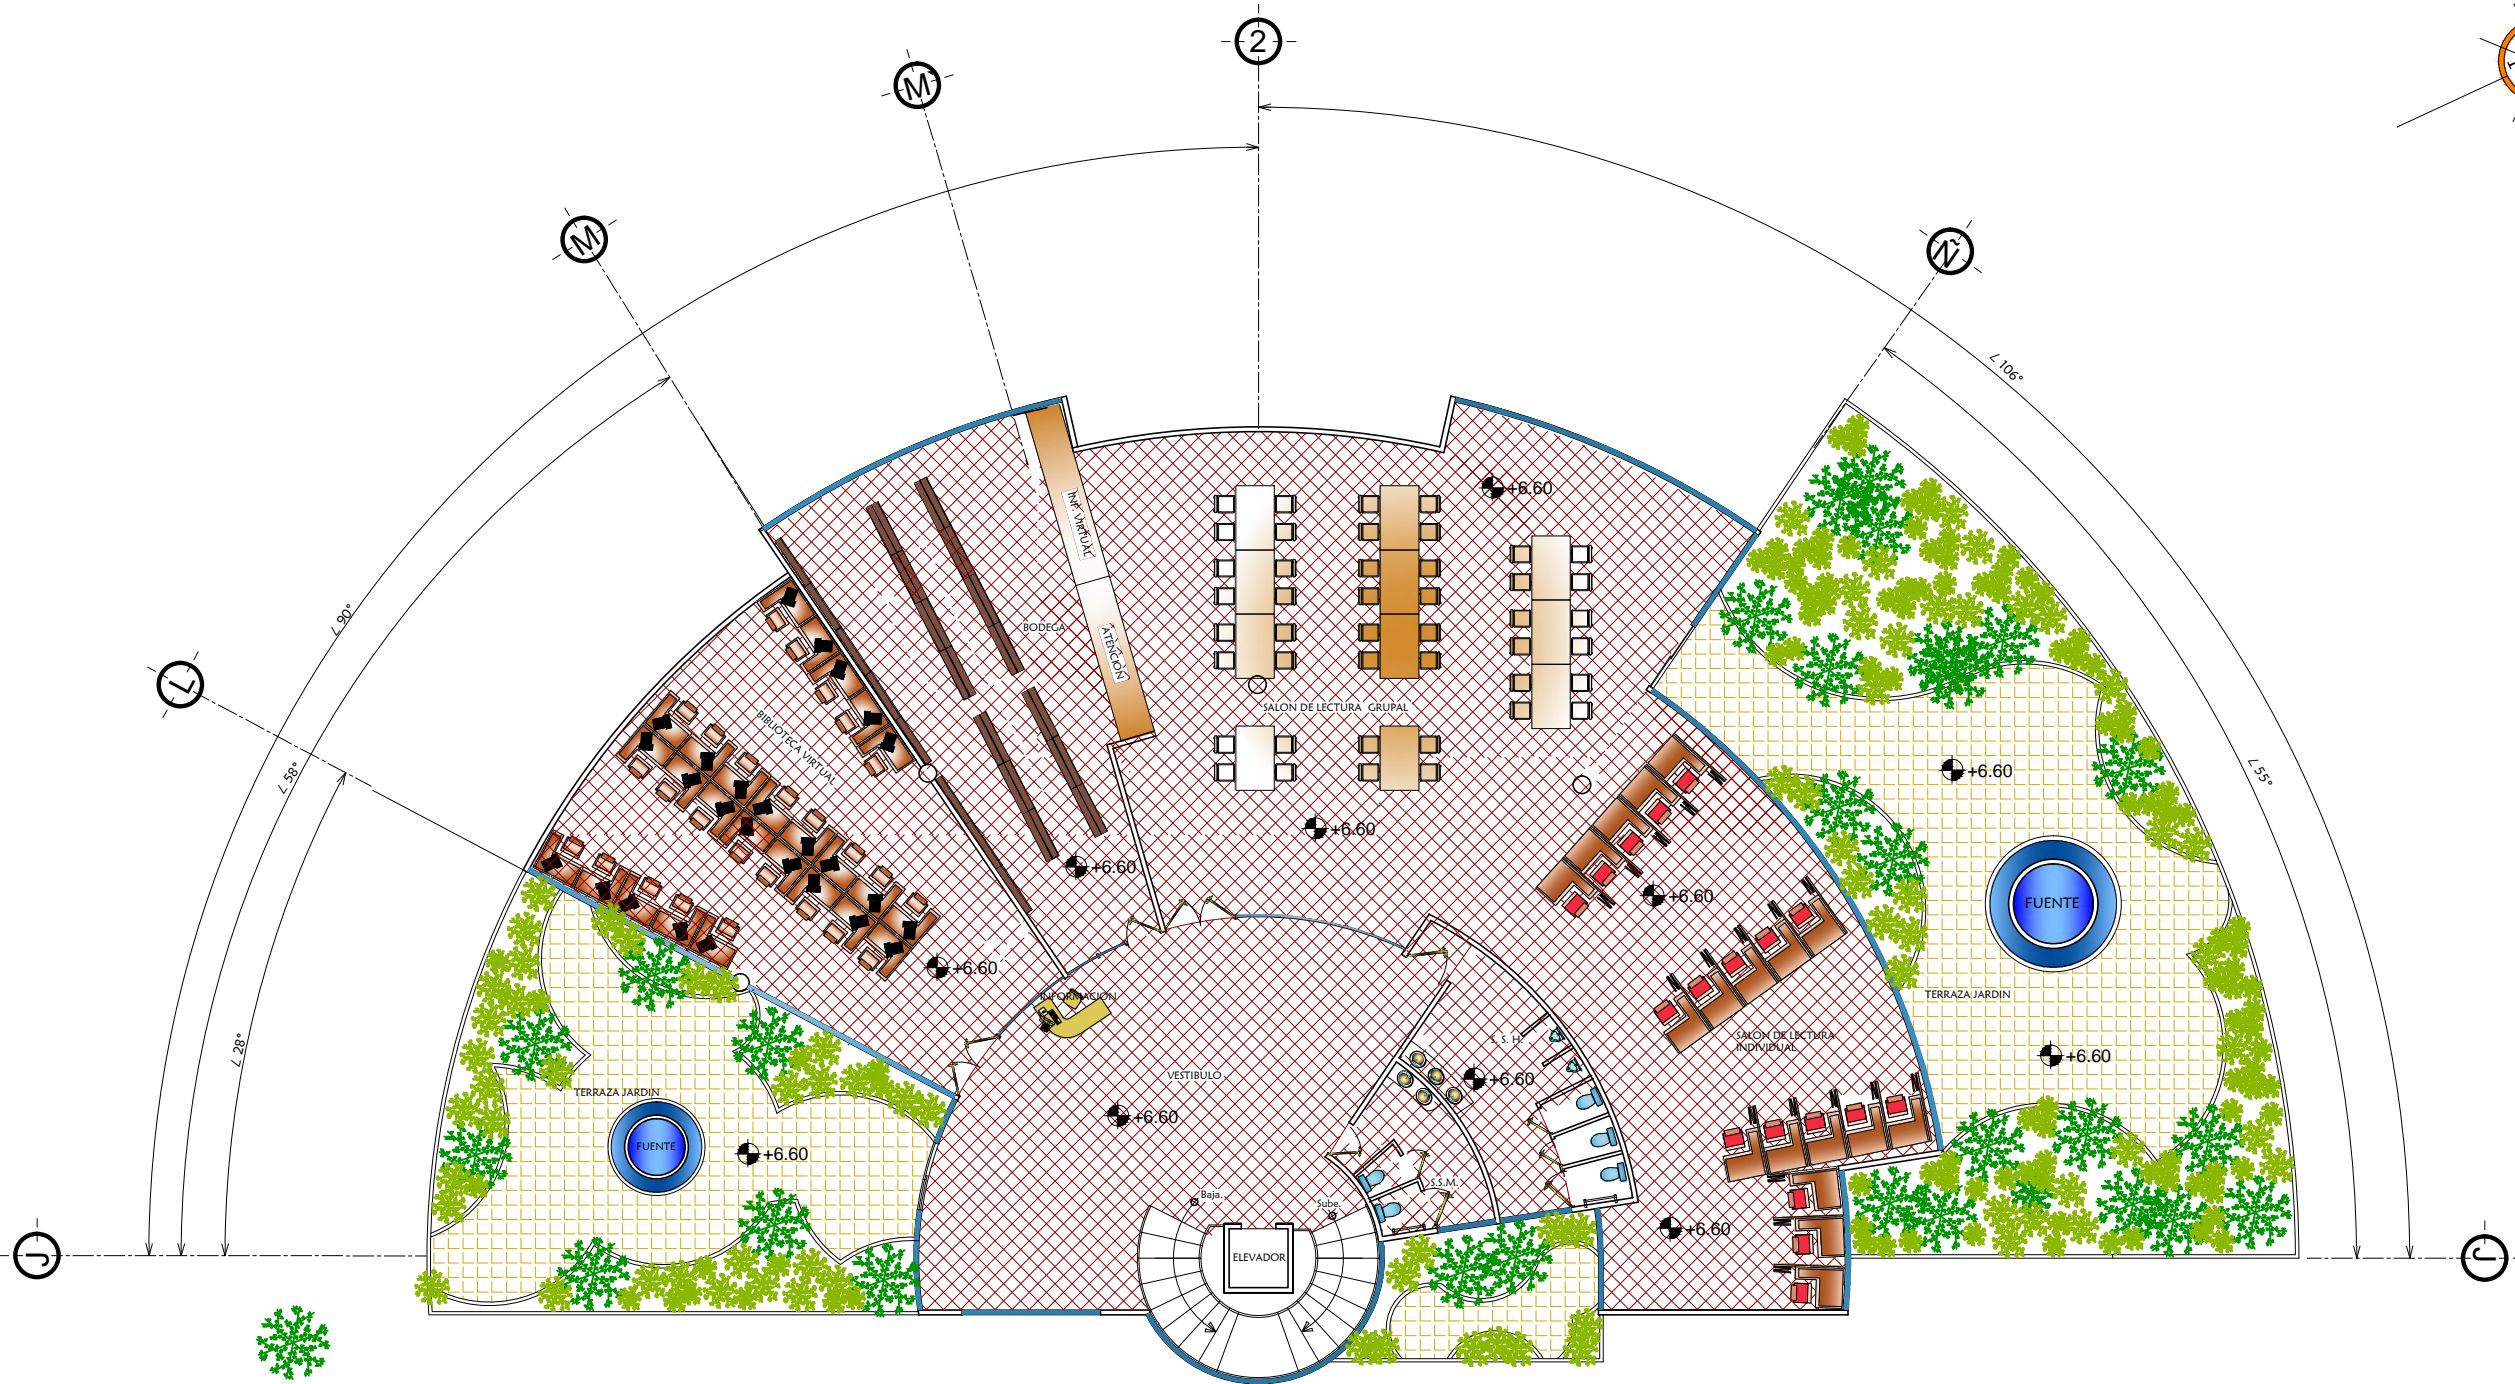 2
M'
M
Ñ
∠ 106°
INF. VIRTUAL
+6.60
∠ 90°
BODEGA
ATENCIÓN
L
SALON DE LECTURA  GRUPAL
BIBLIOTECA VIRTUAL
∠ 58°
+6.60
∠ 55°
+6.60
+6.60
+6.60
FUENTE
+6.60
INFORMACION
TERRAZA JARDIN
∠ 28°
S. S. H.
SALON DE LECTURA
INDIVIDUAL
+6.60
VESTIBULO
+6.60
TERRAZA JARDIN
+6.60
FUENTE
+6.60
S.S.M.
Baja.
Sube.
+6.60
J
ELEVADOR
J